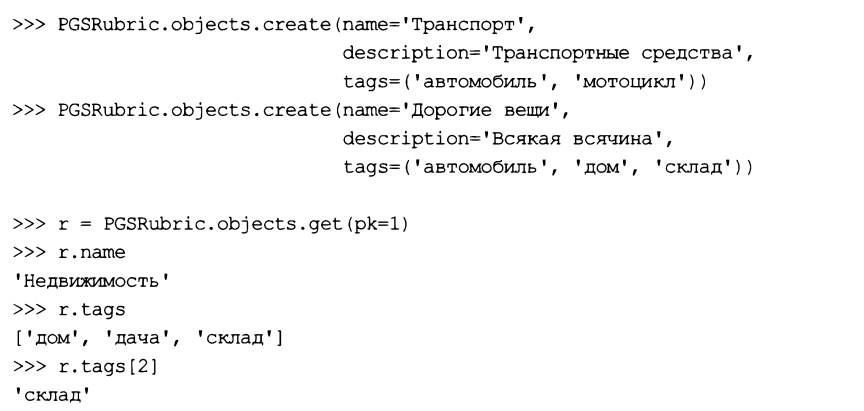 >>> PGSRubric.objects.create(name='Транспорт',
                             description='Транспортные средства',
                             tags=('автомобиль', 'мотоцикл'))
>>> PGSRubric.objects.create(name='Дорогие вещи',
                             description='Всякая всячина',
                             tags=('автомобиль', 'дом', 'склад'))
>>> r = PGSRubric.objects.get(pk=1)
>>> r.name
'Недвижимость'
>>> r.tags
['дом', 'дача', 'склад']
>>> r.tags[2]
'склад'